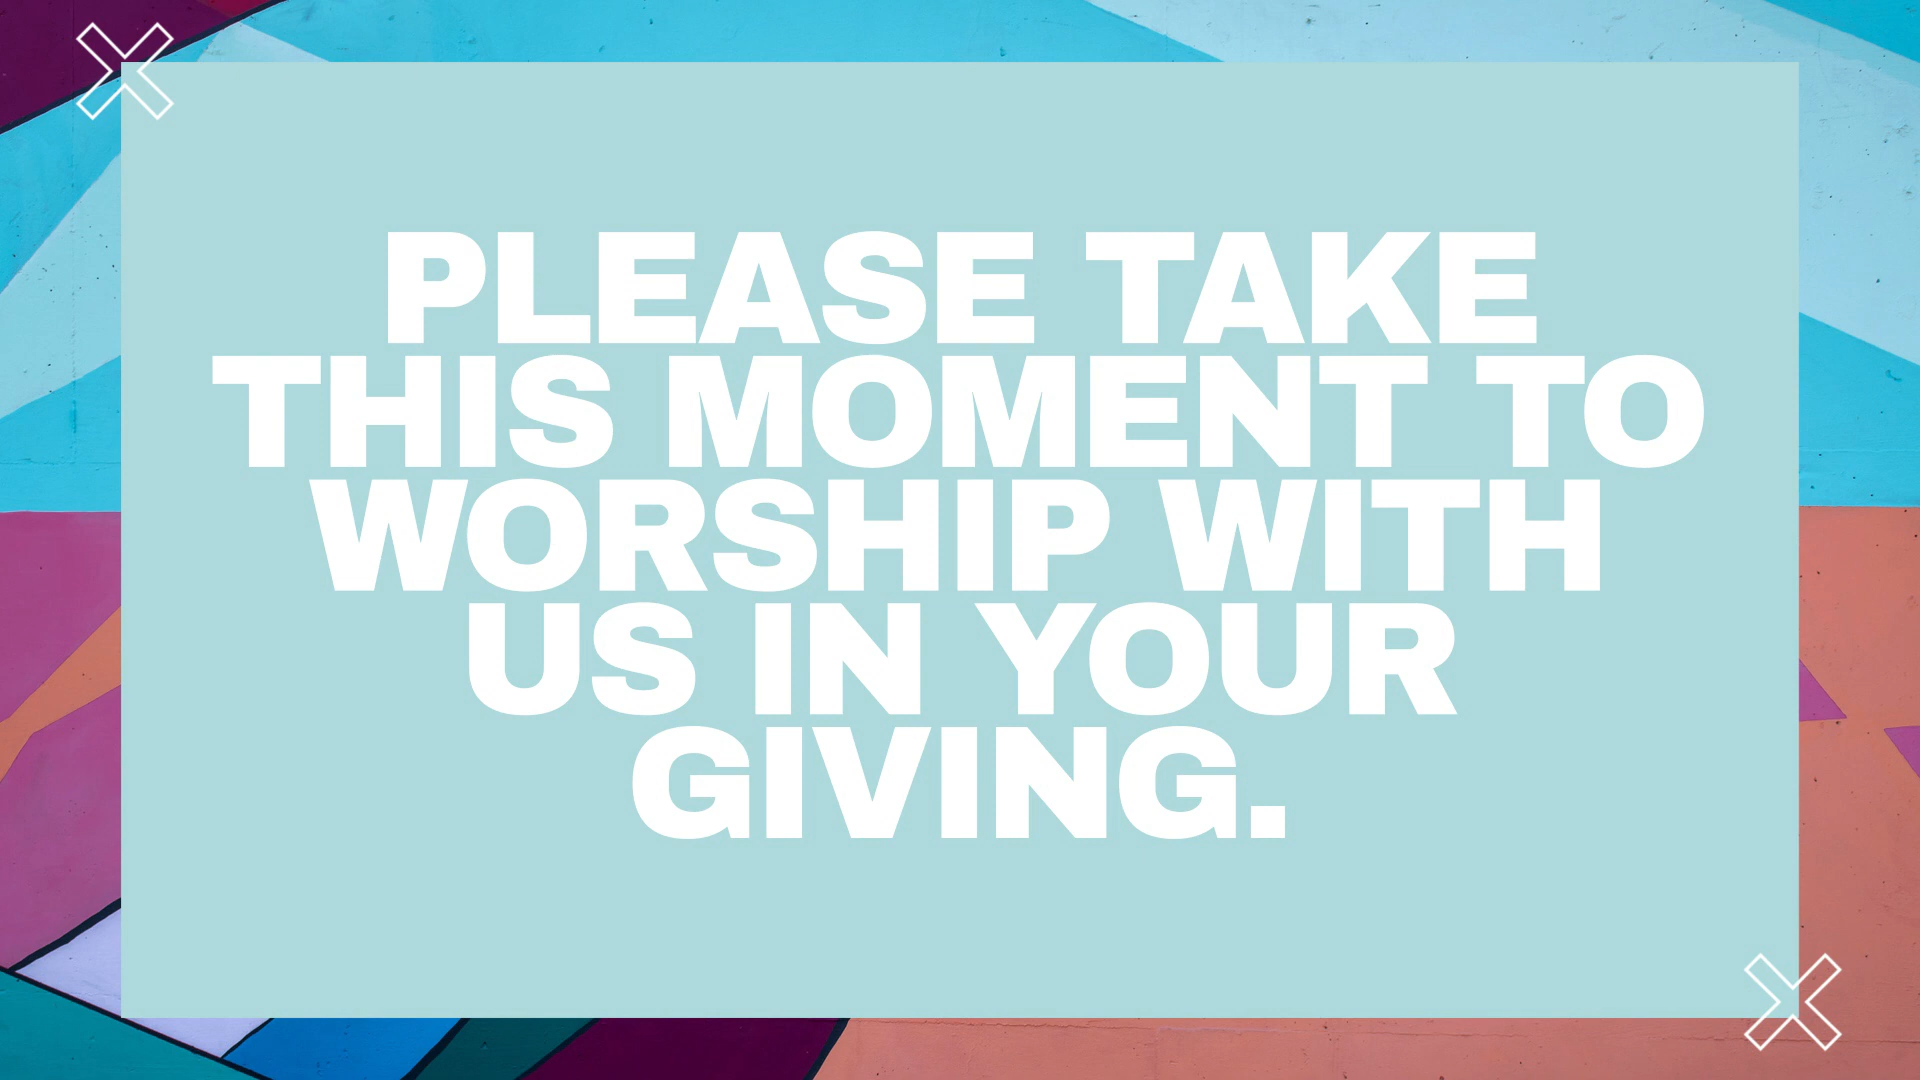 PLEASE TAKE
THIS MOMENT TO
WORSHIP WITH
US IN YOUR
GIVING.